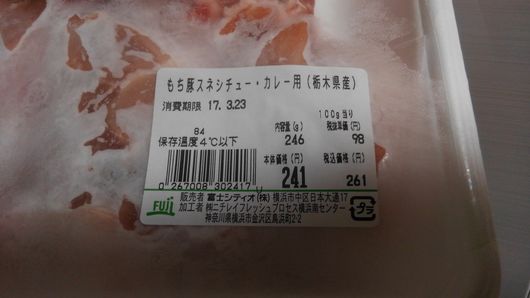 もち豚スネシチュー・カレー用(栃木県産)
消費期限 17.3.23
100g当り
84 内容量(g) 税抜単価(円)
保存温度4℃以下 246 98
本体価格(円) 税込価格(円)
241 261
0 267008 302417
販売者 富士シティオ(株) 横浜市中区日本大通17
加工者 ㈱ニチレイフレッシュプロセス横浜南センター
神奈川県横浜市金沢区鳥浜町2-2
FUJI
プラ